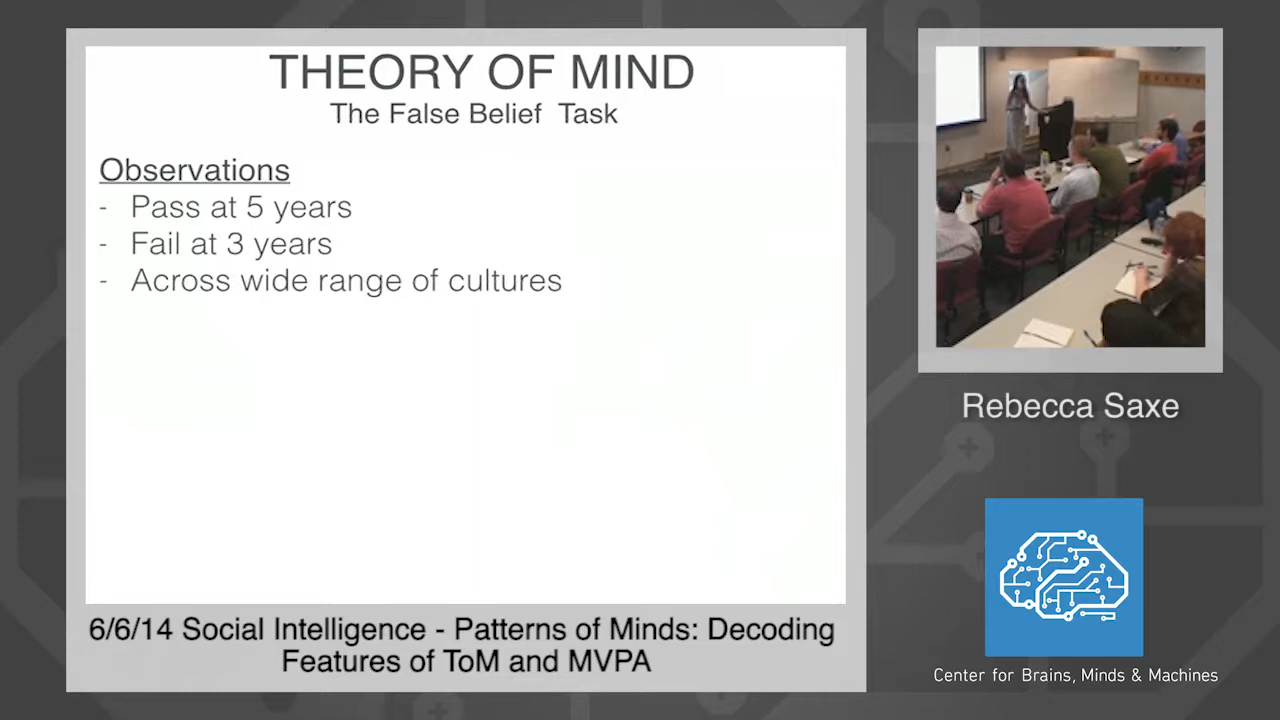 THEORY OF MIND
The False Belief Task
Observations
- Pass at 5 years
- Fail at 3 years
- Across wide range of cultures
6/6/14 Social Intelligence - Patterns of Minds: Decoding
Features of ToM and MVPA
Rebecca Saxe
Center for Brains, Minds & Machines